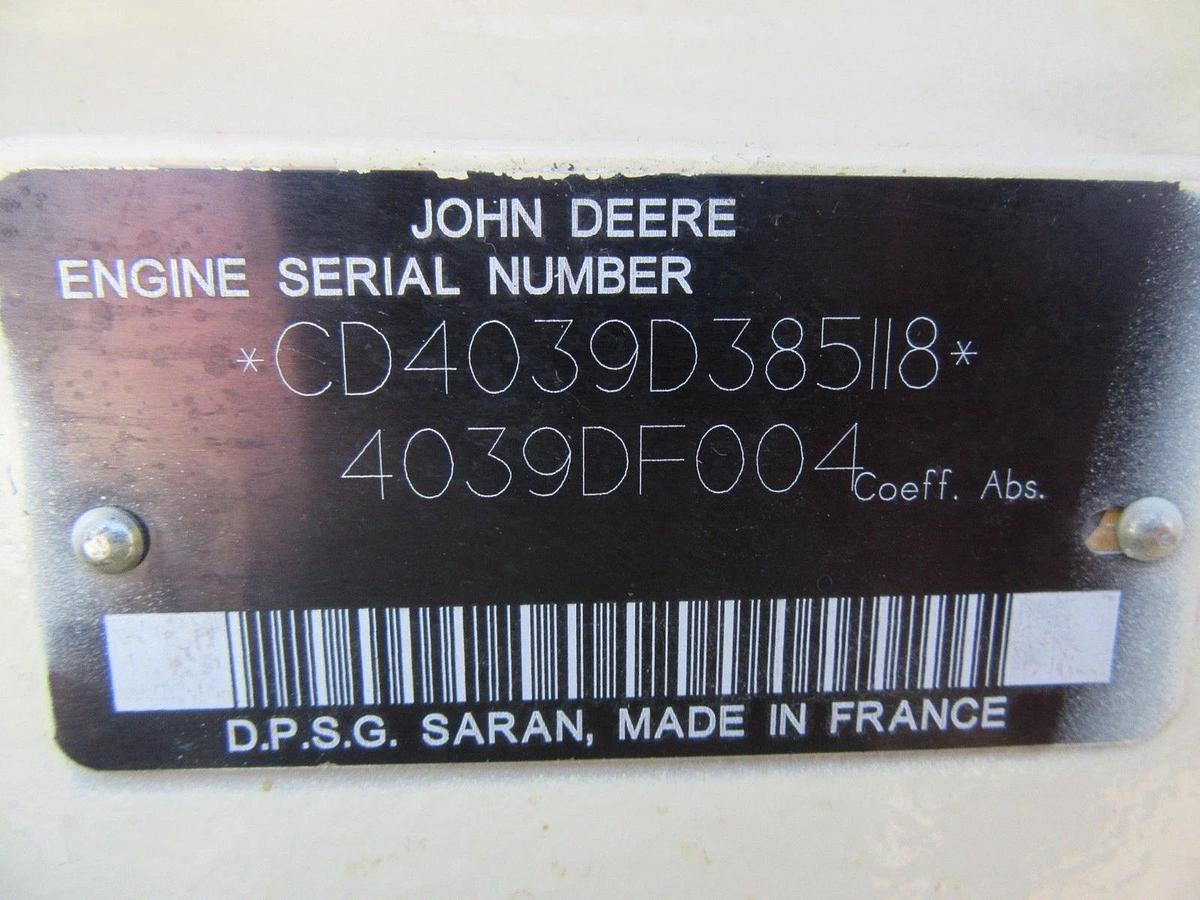 JOHN DEERE
ENGINE SERIAL NUMBER
*CD4039D385118*
4039DF004 Coeff. Abs.
D.P.S.G. SARAN, MADE IN FRANCE